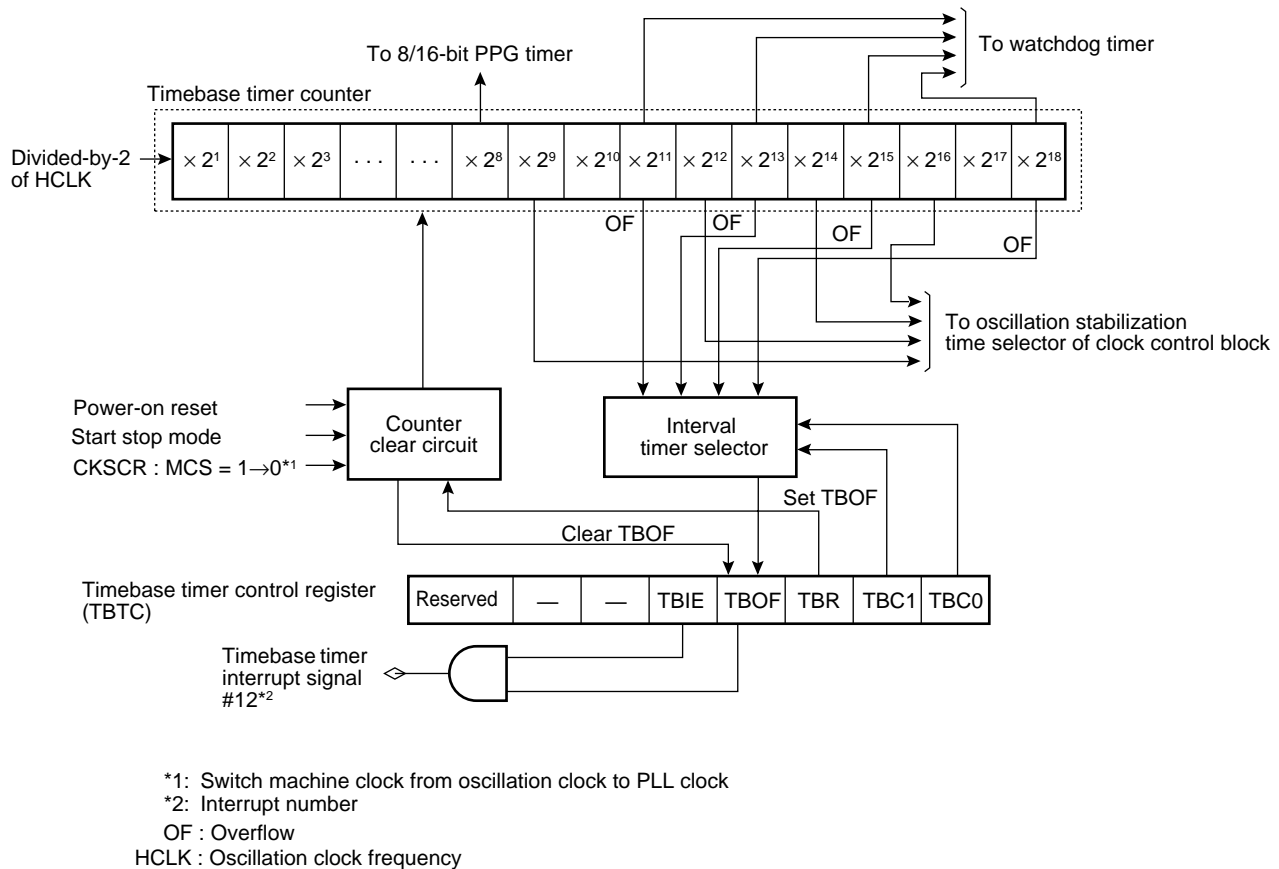 To watchdog timer
To 8/16-bit PPG timer
Timebase timer counter
Divided-by-2
of HCLK
× 2¹ × 2² × 2³ · · · · · · × 2⁸ × 2⁹ × 2¹⁰ × 2¹¹ × 2¹² × 2¹³ × 2¹⁴ × 2¹⁵ × 2¹⁶ × 2¹⁷ × 2¹⁸
OF OF OF OF
To oscillation stabilization
time selector of clock control block
Power-on reset
Start stop mode
CKSCR : MCS = 1→0*¹
Counter
clear circuit
Interval
timer selector
Set TBOF
Clear TBOF
Timebase timer control register
(TBTC)
Reserved — — TBIE TBOF TBR TBC1 TBC0
Timebase timer
interrupt signal
#12*²
*1: Switch machine clock from oscillation clock to PLL clock
*2: Interrupt number
OF : Overflow
HCLK : Oscillation clock frequency